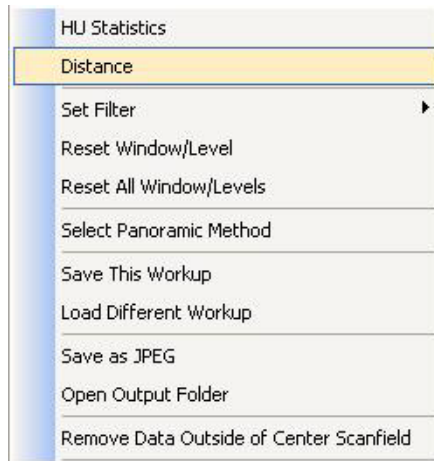 HU Statistics
Distance
Set Filter
Reset Window/Level
Reset All Window/Levels
Select Panoramic Method
Save This Workup
Load Different Workup
Save as JPEG
Open Output Folder
Remove Data Outside of Center Scanfield